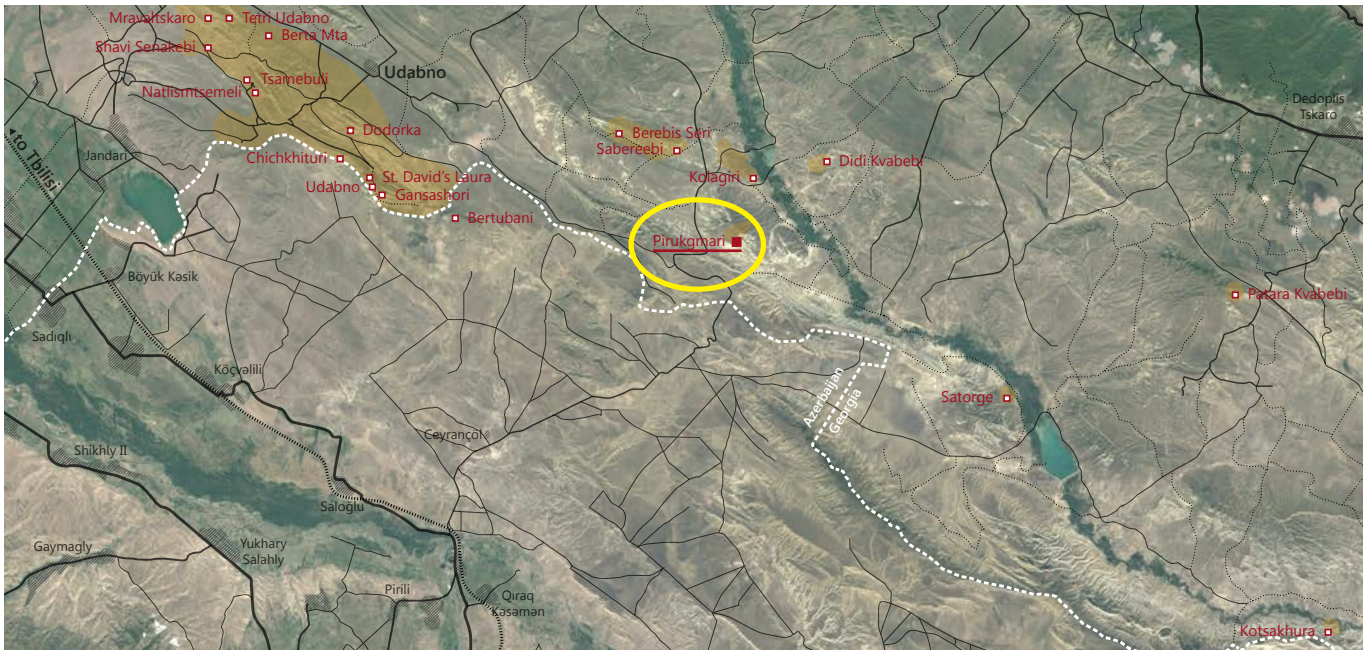 Mravaltskaro
Tetri Udabno
Berta Mta
Shavi Senakebi
Udabno
Tsamebuli
Natlismtsemeli
Dedoplis
Tskaro
◂to Tbilisi
Dodorka
Berebis Seri
Sabereebi
Jandari
Chichkhituri
Didi Kvabebi
St. David's Laura
Kolagiri
Udabno
Gansashori
Bertubani
Pirukgmari
Böyük Kəsik
Patara Kvabebi
Sadıqlı
Köçvəlili
Azerbaijan
Georgia
Satorge
Ceyrançöl
Shikhly II
Saloğlu
Gaymagly
Yukhary
Salahly
Pirili
Qıraq
Kəsəmən
Kotsakhura